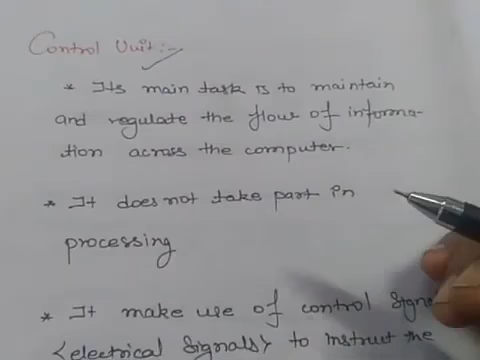 Control Unit:-
* Its main task is to maintain
and regulate the flow of informa-
tion across the computer.
* It does not take part in
processing
* It make use of control Sign
<electrical Signals> to instruct the